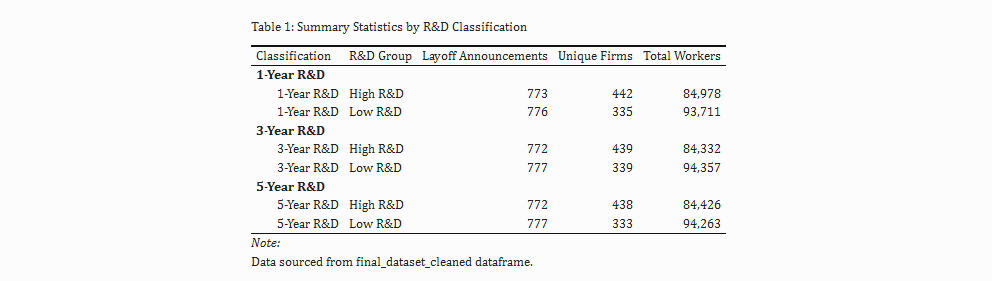 Table 1: Summary Statistics by R&D Classification
Classification R&D Group Layoff Announcements Unique Firms Total Workers
1-Year R&D
1-Year R&D High R&D 773 442 84,978
1-Year R&D Low R&D 776 335 93,711
3-Year R&D
3-Year R&D High R&D 772 439 84,332
3-Year R&D Low R&D 777 339 94,357
5-Year R&D
5-Year R&D High R&D 772 438 84,426
5-Year R&D Low R&D 777 333 94,263
Note:
Data sourced from final_dataset_cleaned dataframe.